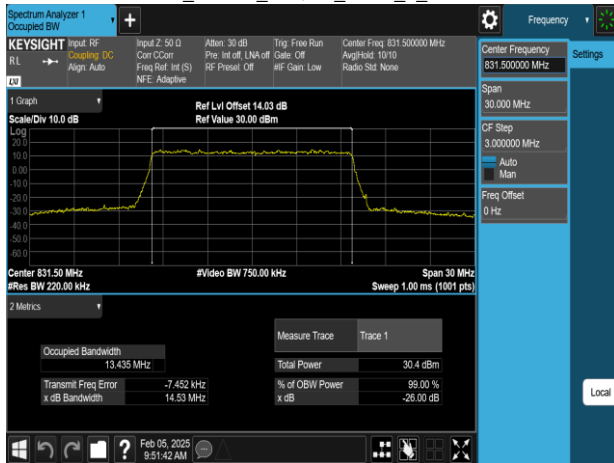 Spectrum Analyzer 1
Occupied BW
Frequency
KEYSIGHT
Input: RF
Input Z: 50 Ω
Atten: 30 dB
Trig: Free Run
Center Freq: 831.500000 MHz
RL
Coupling: DC
Corr CCorr
Pre: Int off, LNA off
Gate: Off
Avg|Hold: 10/10
Align: Auto
Freq Ref: Int (S)
RF Preset: Off
#IF Gain: Low
Radio Std: None
NFE: Adaptive
LXI
Center Frequency
831.500000 MHz
Settings
Span
30.000 MHz
CF Step
3.000000 MHz
Auto
Man
Freq Offset
0 Hz
Local
1 Graph
Ref Lvl Offset 14.03 dB
Scale/Div 10.0 dB
Ref Value 30.00 dBm
Log
20.0
10.0
0.00
-10.0
-20.0
-30.0
-40.0
-50.0
-60.0
Center 831.50 MHz
#Video BW 750.00 kHz
Span 30 MHz
#Res BW 220.00 kHz
Sweep 1.00 ms (1001 pts)
2 Metrics
Measure Trace
Trace 1
Occupied Bandwidth
13.435 MHz
Total Power
30.4 dBm
Transmit Freq Error
-7.452 kHz
% of OBW Power
99.00 %
x dB Bandwidth
14.53 MHz
x dB
-26.00 dB
?
Feb 05, 2025
9:51:42 AM